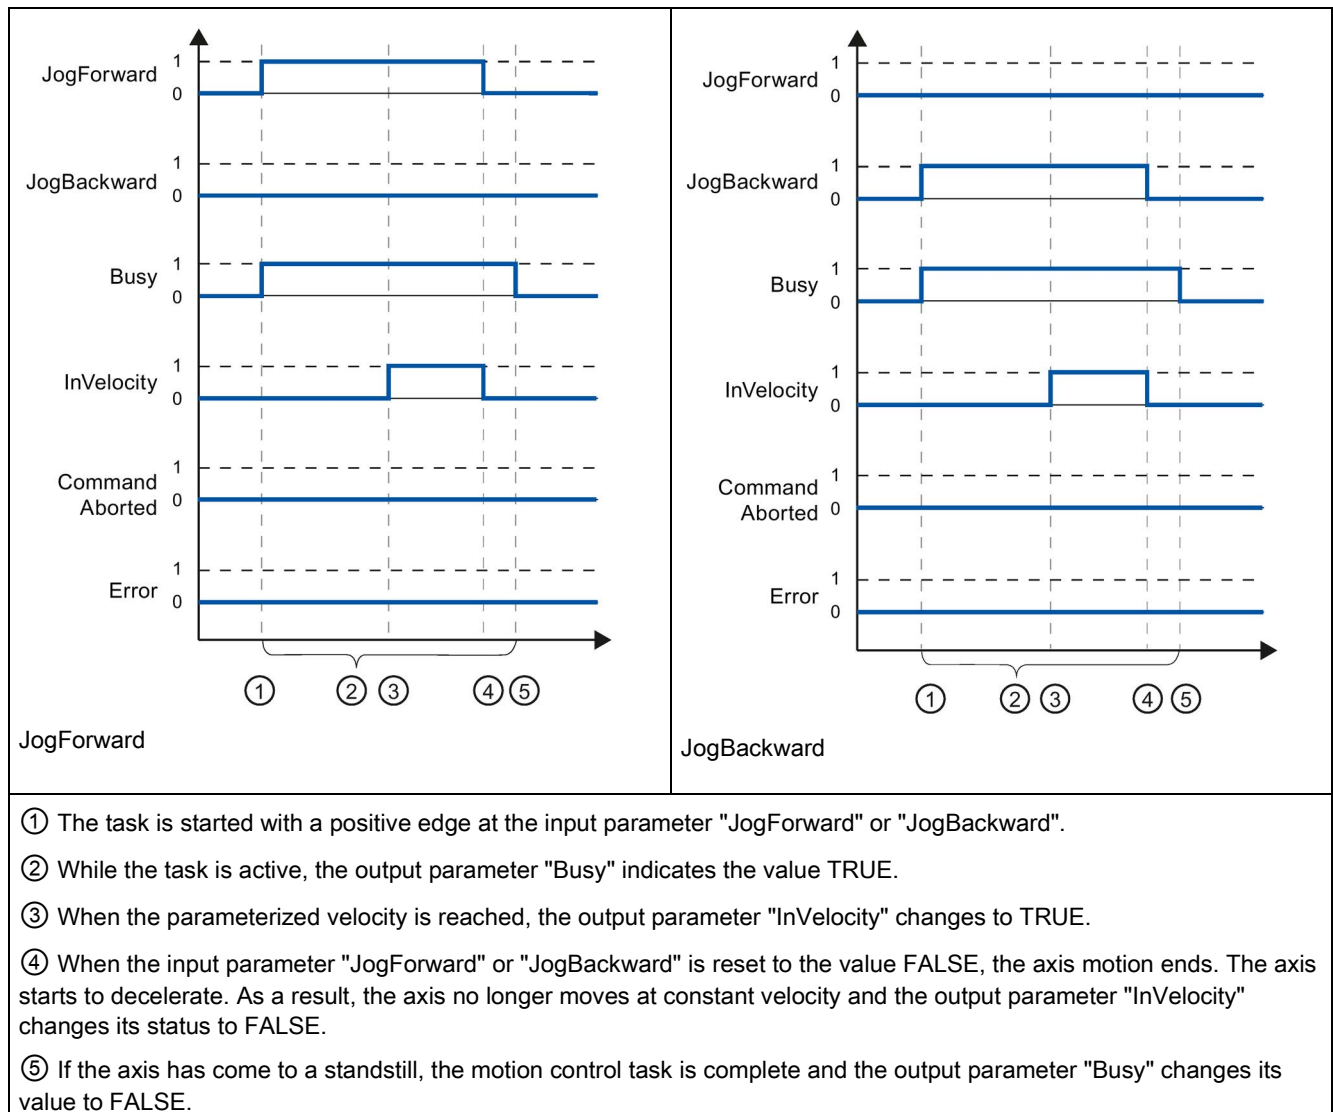 JogForward
1
0
JogBackward
1
0
Busy
1
0
InVelocity
1
0
Command
Aborted
1
0
Error
1
0
① ② ③ ④ ⑤
JogForward
JogForward
1
0
JogBackward
1
0
Busy
1
0
InVelocity
1
0
Command
Aborted
1
0
Error
1
0
① ② ③ ④ ⑤
JogBackward
① The task is started with a positive edge at the input parameter "JogForward" or "JogBackward".
② While the task is active, the output parameter "Busy" indicates the value TRUE.
③ When the parameterized velocity is reached, the output parameter "InVelocity" changes to TRUE.
④ When the input parameter "JogForward" or "JogBackward" is reset to the value FALSE, the axis motion ends. The axis
starts to decelerate. As a result, the axis no longer moves at constant velocity and the output parameter "InVelocity"
changes its status to FALSE.
⑤ If the axis has come to a standstill, the motion control task is complete and the output parameter "Busy" changes its
value to FALSE.